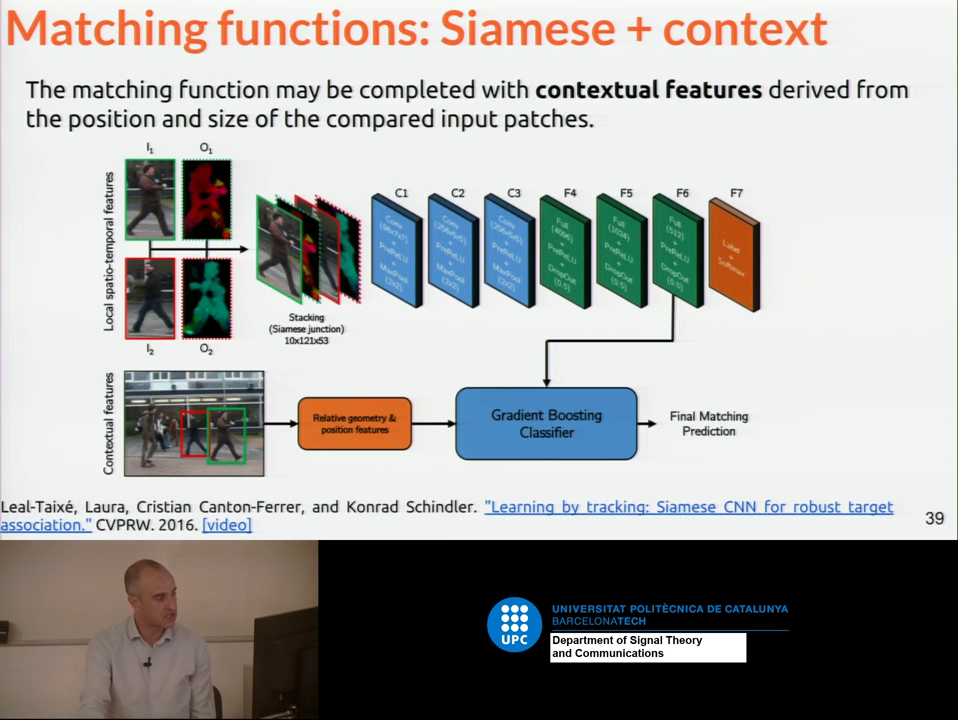 Matching functions: Siamese + context
The matching function may be completed with contextual features derived from
the position and size of the compared input patches.
I1
O1
Local spatio-temporal features
I2
O2
Stacking
(Siamese junction)
10x121x53
C1
Conv
(96x7x7)
+
PreReLU
+
MaxPool
(2x2)
C2
Conv
(256x5x5)
+
PreReLU
+
MaxPool
(2x2)
C3
Conv
+
PreReLU
+
MaxPool
(2x2)
F4
Full
(4096)
+
PreReLU
+
DropOut
(0.5)
F5
Full
(1024)
+
PreReLU
+
DropOut
(0.5)
F6
Full
(512)
+
PreReLU
+
DropOut
(0.5)
F7
Label
+
Softmax
Contextual features
Relative geometry &
position features
Gradient Boosting
Classifier
Final Matching
Prediction
Leal-Taixé, Laura, Cristian Canton-Ferrer, and Konrad Schindler. "Learning by tracking: Siamese CNN for robust target
association." CVPRW. 2016. [video]
39
UPC
UNIVERSITAT POLITÈCNICA DE CATALUNYA
BARCELONATECH
Department of Signal Theory
and Communications